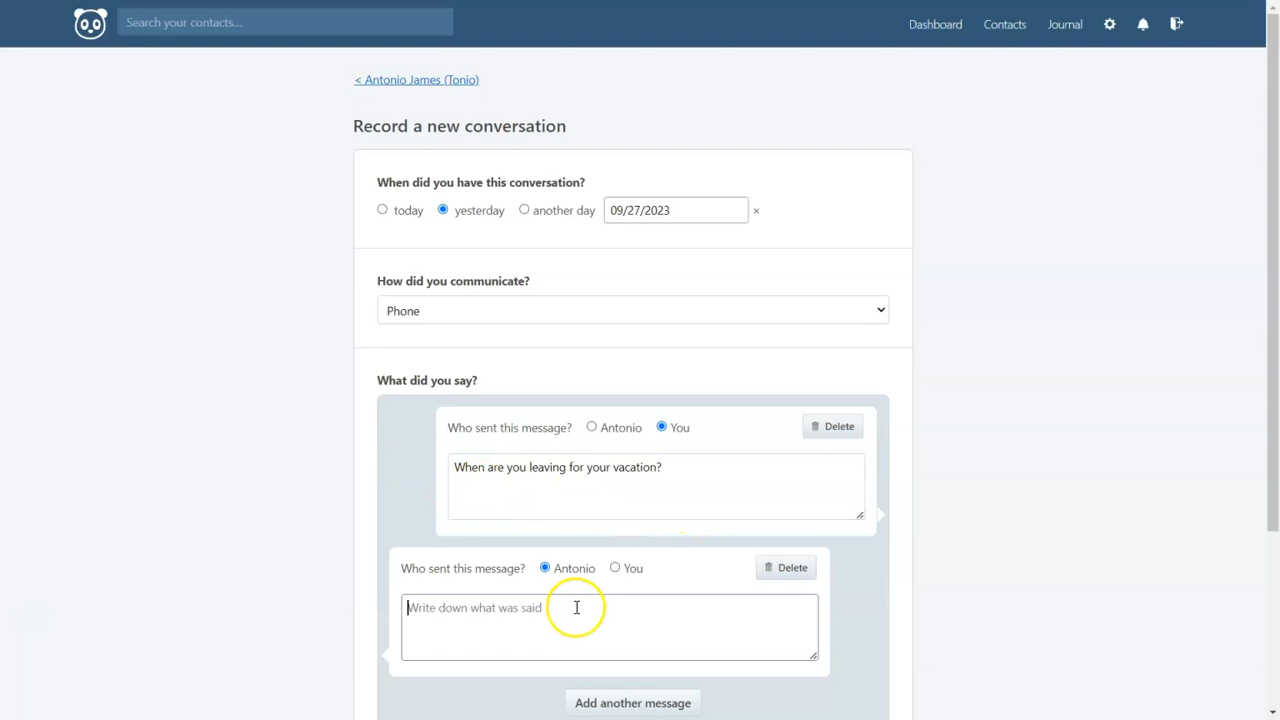 Search your contacts...
Dashboard Contacts Journal
< Antonio James (Tonio)
Record a new conversation
When did you have this conversation?
today yesterday another day 09/27/2023 ×
How did you communicate?
Phone
What did you say?
Who sent this message? Antonio You Delete
When are you leaving for your vacation?
Who sent this message? Antonio You Delete
Write down what was said
Add another message